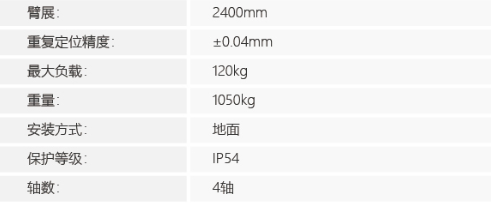 臂展: 2400mm
重复定位精度: ±0.04mm
最大负载: 120kg
重量: 1050kg
安装方式: 地面
保护等级: IP54
轴数: 4轴